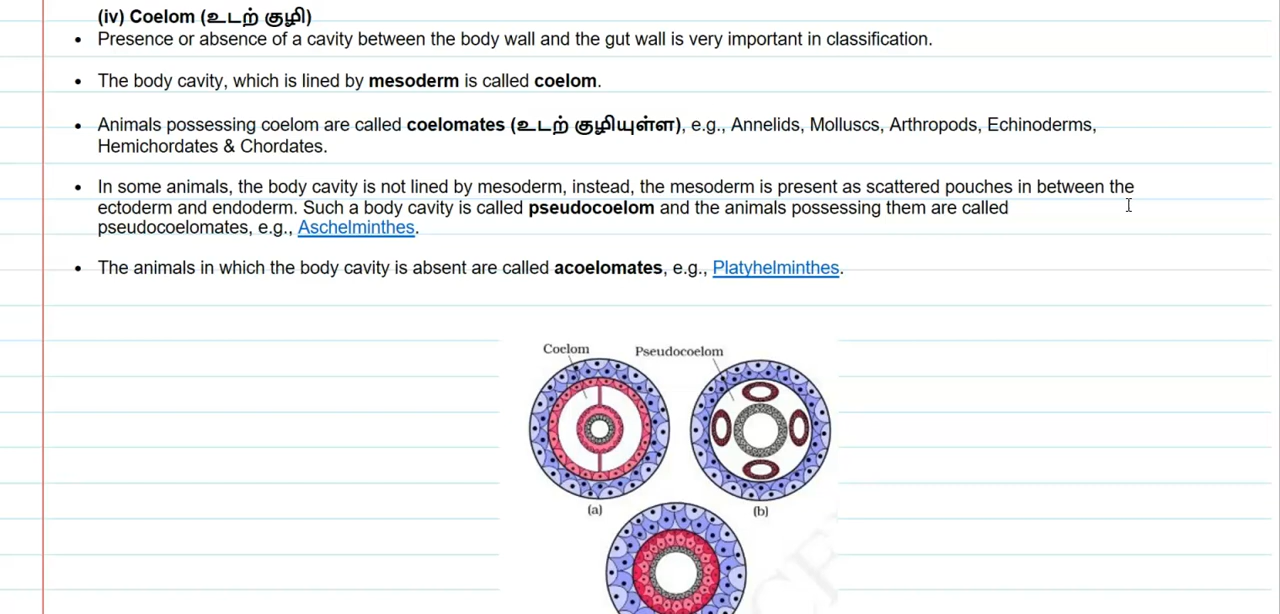 (iv) Coelom (உடற் குழி)
• Presence or absence of a cavity between the body wall and the gut wall is very important in classification.
• The body cavity, which is lined by mesoderm is called coelom.
• Animals possessing coelom are called coelomates (உடற் குழியுள்ள), e.g., Annelids, Molluscs, Arthropods, Echinoderms,
Hemichordates & Chordates.
• In some animals, the body cavity is not lined by mesoderm, instead, the mesoderm is present as scattered pouches in between the
ectoderm and endoderm. Such a body cavity is called pseudocoelom and the animals possessing them are called
pseudocoelomates, e.g., Aschelminthes.
• The animals in which the body cavity is absent are called acoelomates, e.g., Platyhelminthes.
Coelom Pseudocoelom
(a) (b)